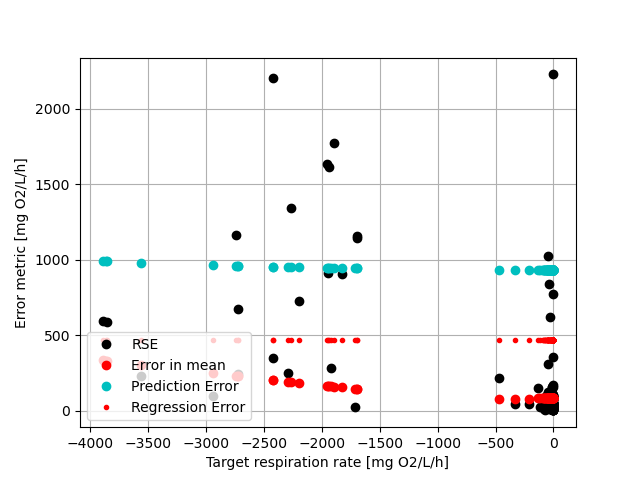 Error metric [mg O2/L/h]
2000
1500
1000
500
0
RSE
Error in mean
Prediction Error
Regression Error
−4000 −3500 −3000 −2500 −2000 −1500 −1000 −500 0
Target respiration rate [mg O2/L/h]